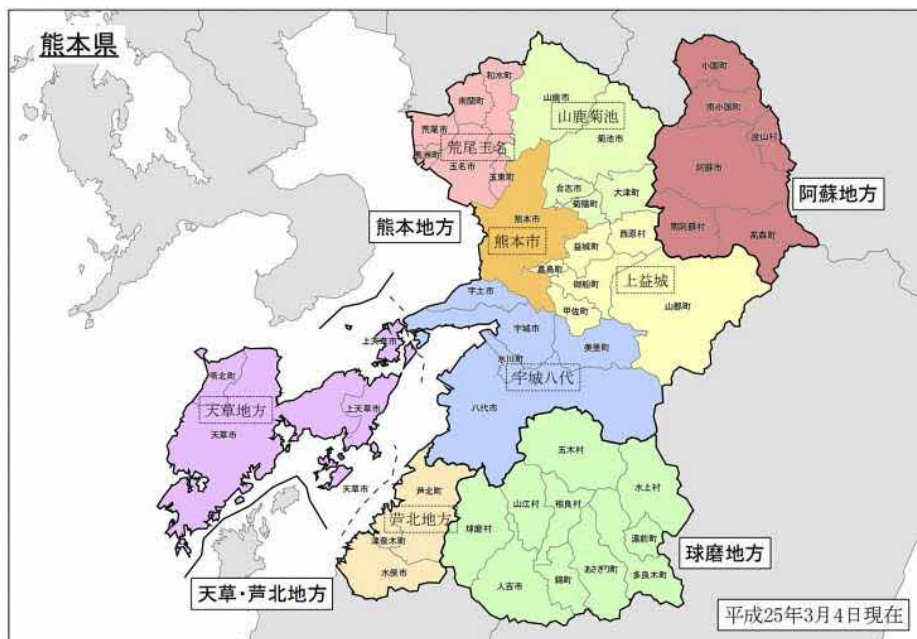 熊本県
小国町
和水町
南関町
山鹿市
南小国町
山鹿菊池
産山村
荒尾市
菊池市
荒尾玉名
長洲町
玉名市
阿蘇市
玉東町
合志市
大津町
菊陽町
阿蘇地方
熊本市
南阿蘇村
西原村
高森町
熊本地方
熊本市
益城町
嘉島町
御船町
上益城
宇土市
山都町
甲佐町
宇城市
上天草市
美里町
氷川町
苓北町
宇城八代
上天草市
八代市
天草地方
天草市
五木村
水上村
天草市
芦北町
山江村
相良村
芦北地方
球磨村
湯前町
津奈木町
球磨地方
水俣市
人吉市
錦町
あさぎり町
多良木町
天草・芦北地方
平成25年3月4日現在